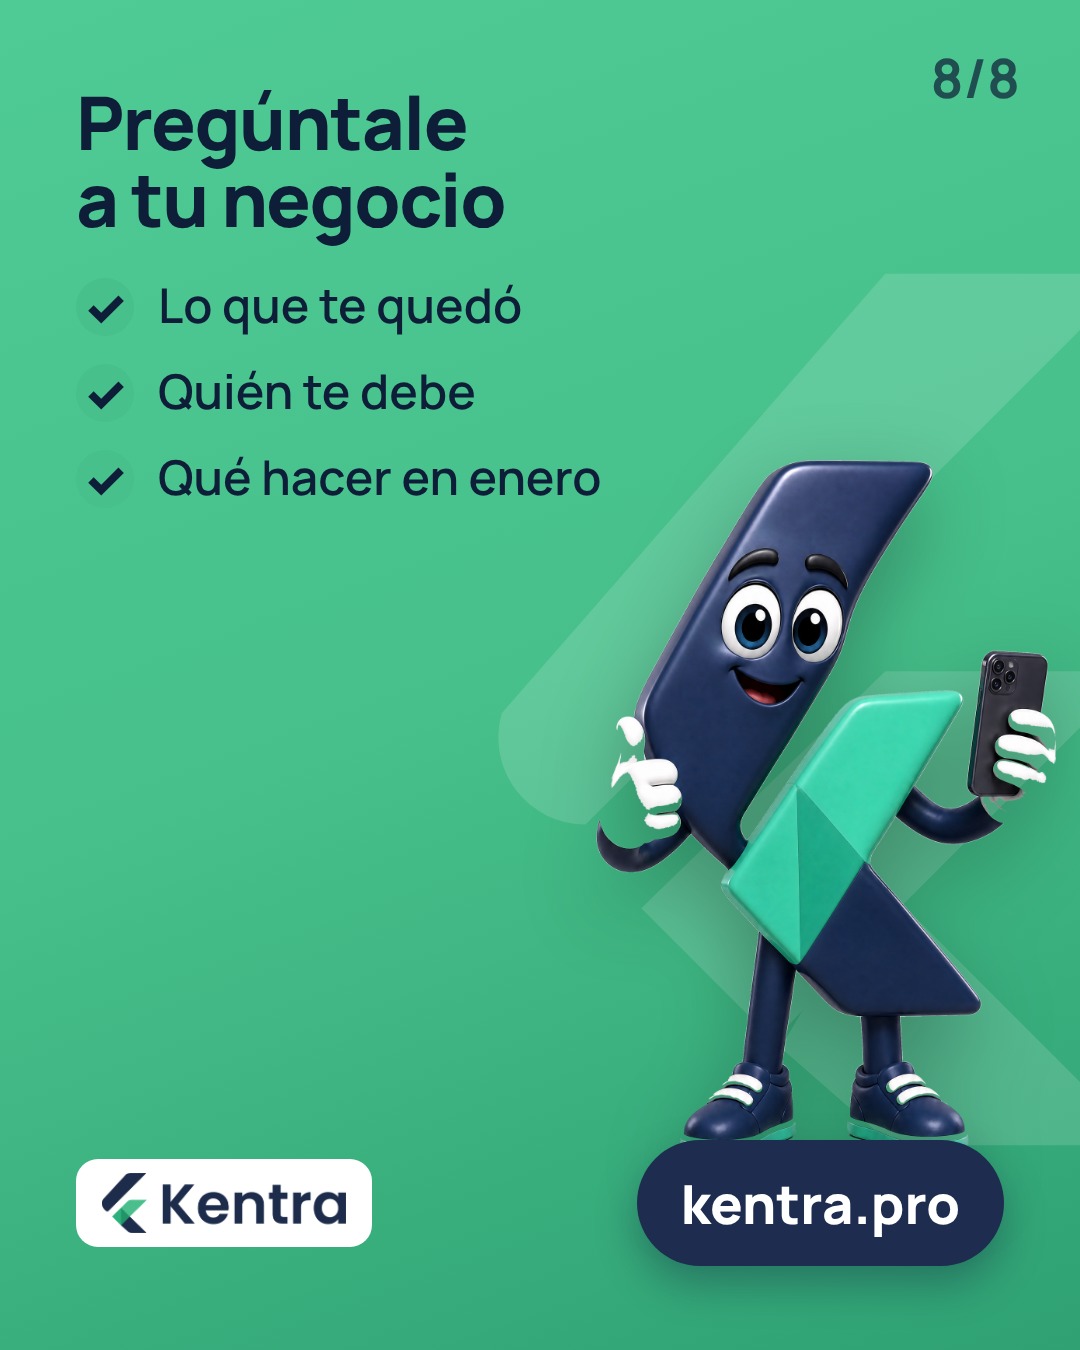 8/8
Pregúntale
a tu negocio
Lo que te quedó
Quién te debe
Qué hacer en enero
Kentra
kentra.pro